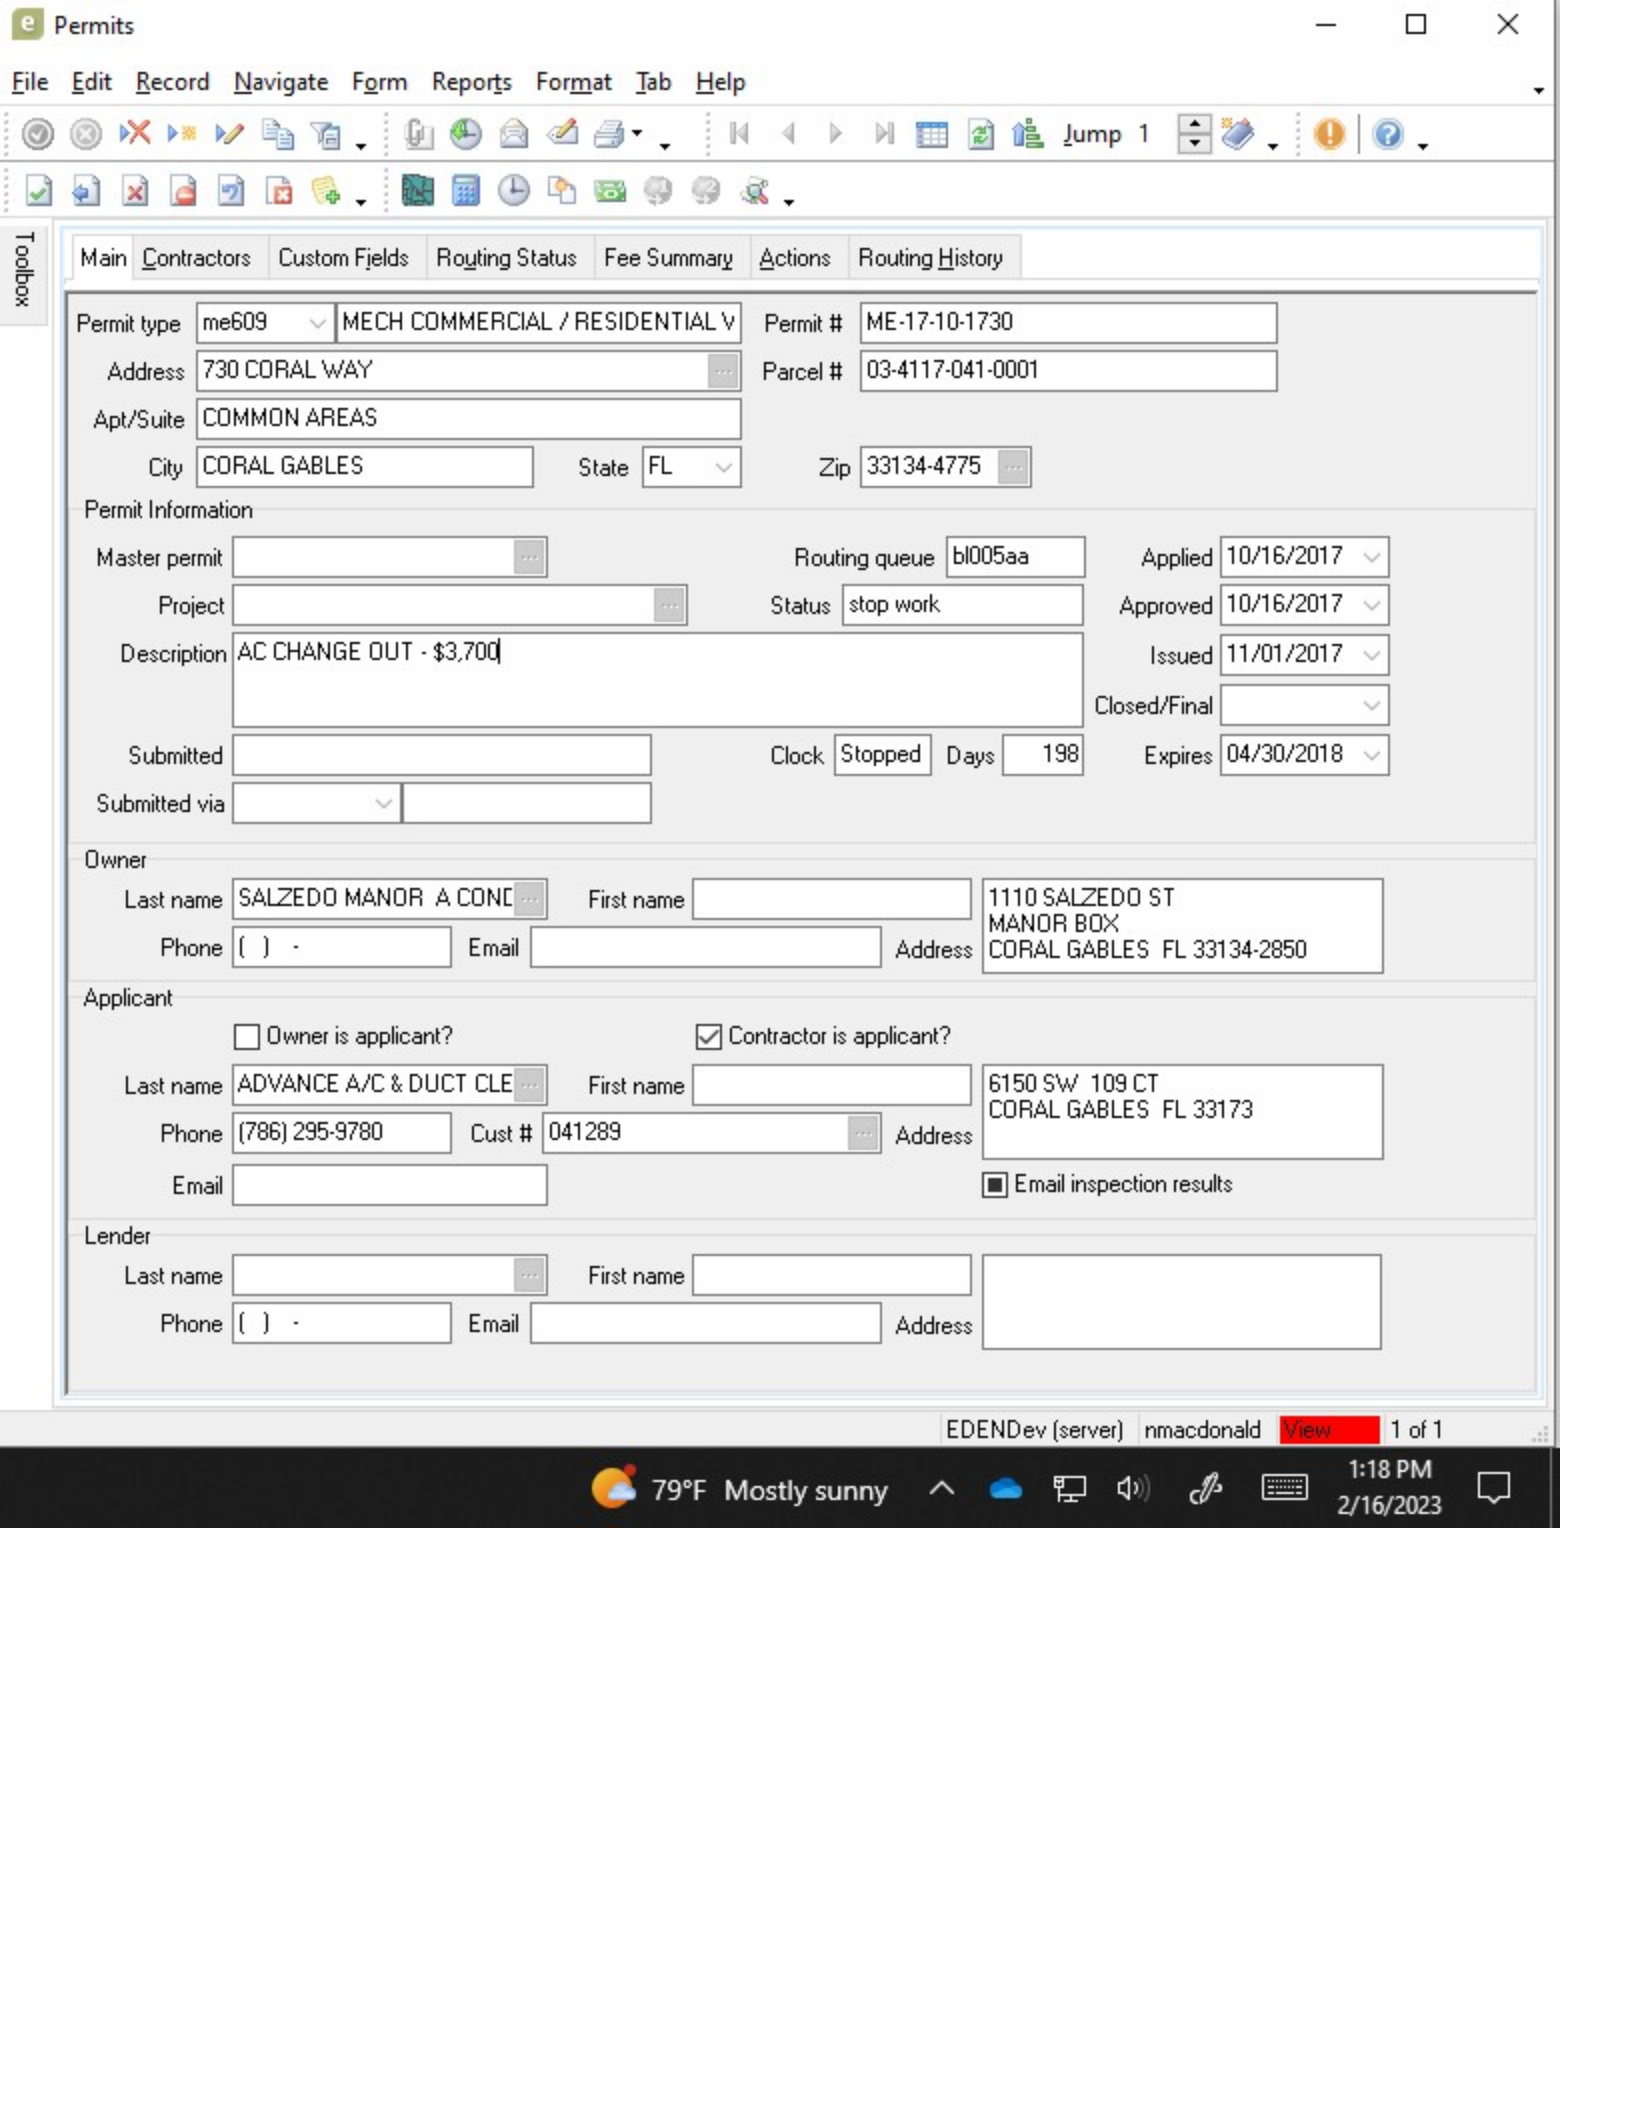 e Permits
File Edit Record Navigate Form Reports Format Tab Help
Jump 1
Toolbox
Main Contractors Custom Fields Routing Status Fee Summary Actions Routing History
Permit type me609 MECH COMMERCIAL / RESIDENTIAL V Permit # ME-17-10-1730
Address 730 CORAL WAY Parcel # 03-4117-041-0001
Apt/Suite COMMON AREAS
City CORAL GABLES State FL Zip 33134-4775
Permit Information
Master permit Routing queue bl005aa Applied 10/16/2017
Project Status stop work Approved 10/16/2017
Description AC CHANGE OUT - $3,700 Issued 11/01/2017
Closed/Final
Submitted Clock Stopped Days 198 Expires 04/30/2018
Submitted via
Owner
Last name SALZEDO MANOR A COND First name 1110 SALZEDO ST
MANOR BOX
Phone ( ) - Email Address CORAL GABLES FL 33134-2850
Applicant
Owner is applicant? Contractor is applicant?
Last name ADVANCE A/C & DUCT CLE First name 6150 SW 109 CT
CORAL GABLES FL 33173
Phone (786) 295-9780 Cust # 041289 Address
Email Email inspection results
Lender
Last name First name
Phone ( ) - Email Address
EDENDev (server) nmacdonald View 1 of 1
79°F Mostly sunny 1:18 PM
2/16/2023